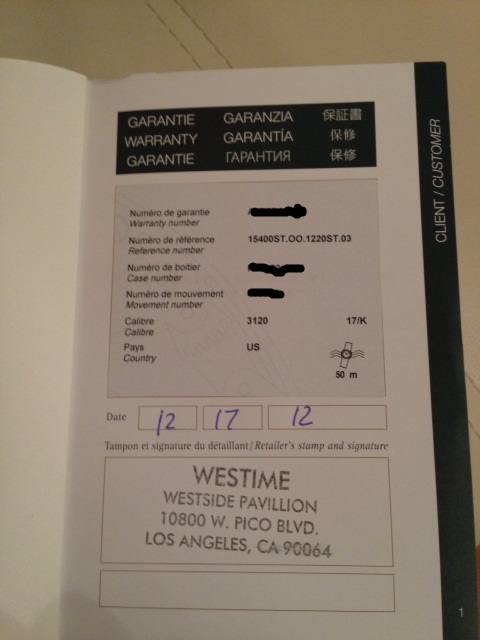 GARANTIE GARANZIA 保証書
WARRANTY GARANTÍA 保修
GARANTIE ГАРАНТИЯ 保修
CLIENT / CUSTOMER
Numéro de garantie
Warranty number
Numéro de référence 15400ST.OO.1220ST.03
Reference number
Numéro de boitier
Case number
Numéro de mouvement
Movement number
Calibre 3120 17/K
Calibre
Pays US
Country
50 m
Date 12 17 12
Tampon et signature du détaillant/Retailer's stamp and signature
WESTIME
WESTSIDE PAVILLION
10800 W. PICO BLVD.
LOS ANGELES, CA 90064
1